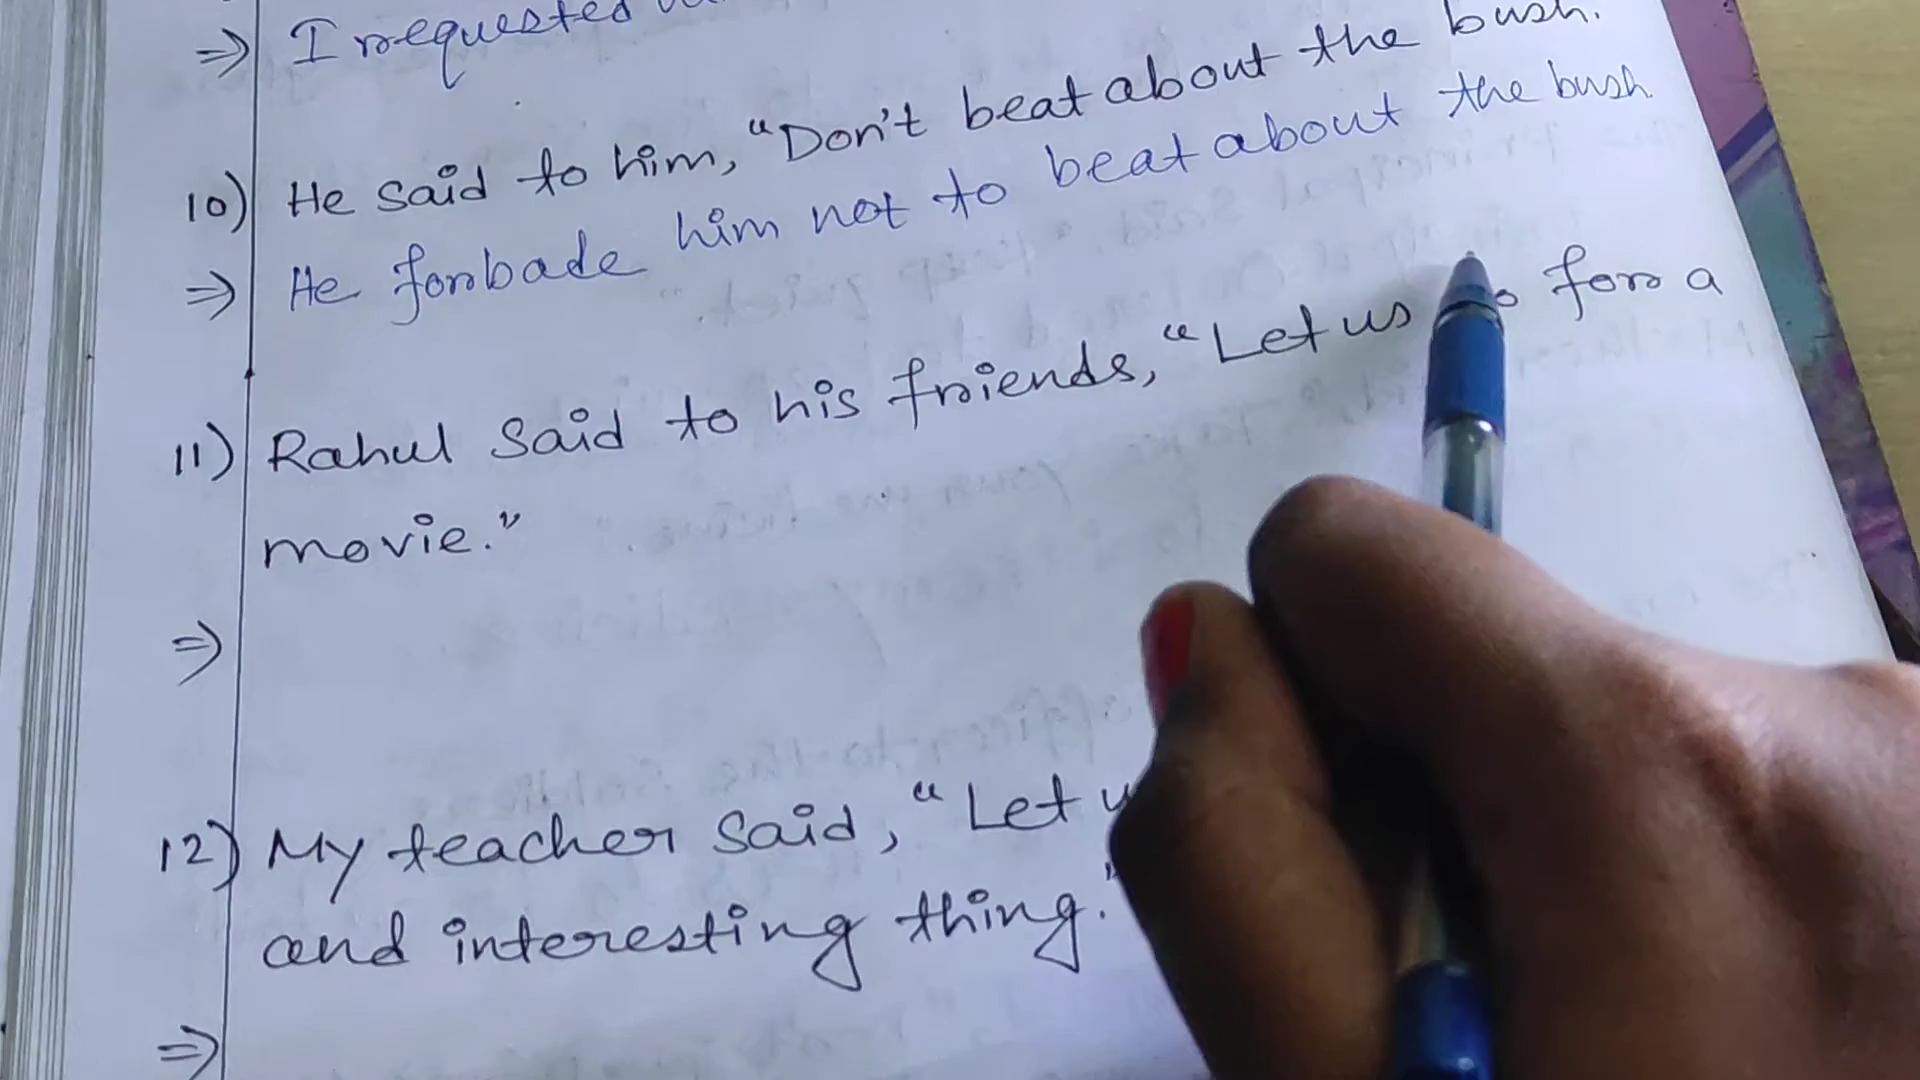 ⇒ I requested
10) He said to him, "Don't beat about the bush.
⇒ He forbade him not to beat about the bush.
11) Rahul said to his friends, "Let us for a
movie."
⇒
12) My teacher said, "Let
and interesting thing."
⇒